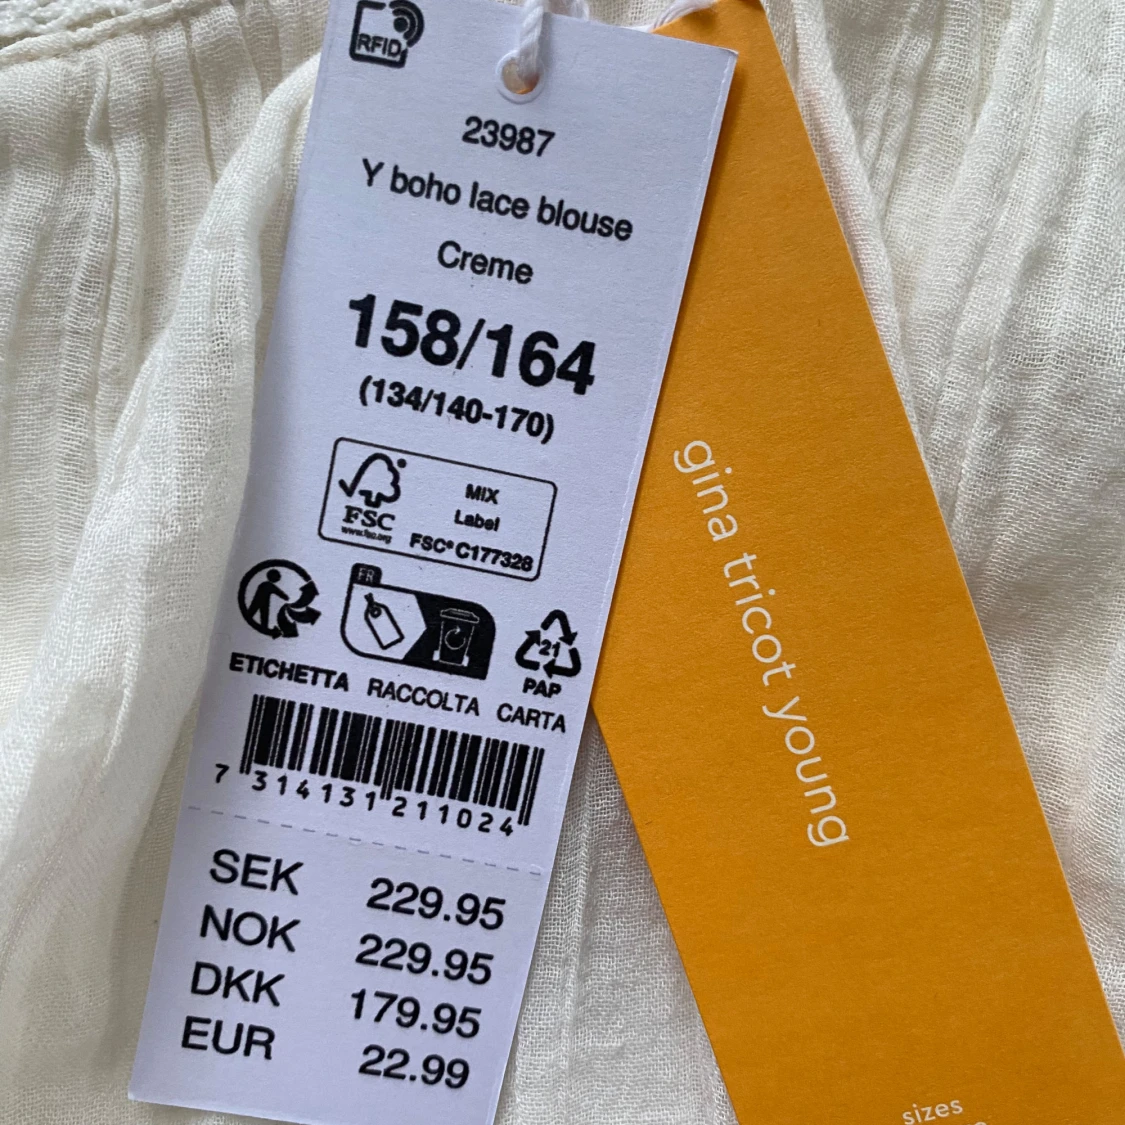 RFID
23987
Y boho lace blouse
Creme
158/164
(134/140-170)
FSC
www.fsc.org
MIX
Label
FSC® C177328
FR
21
PAP
ETICHETTA RACCOLTA CARTA
7 314131 211024
SEK 229.95
NOK 229.95
DKK 179.95
EUR 22.99
gina tricot young
sizes